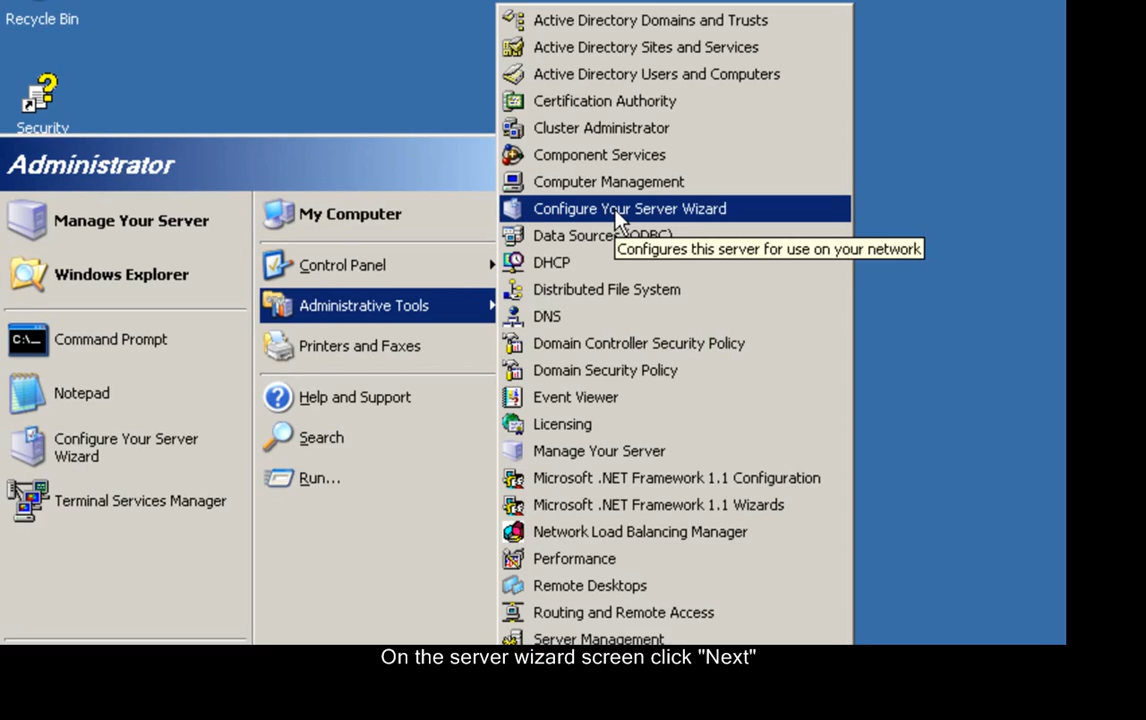 Recycle Bin
Security
Administrator
Manage Your Server
Windows Explorer
Command Prompt
Notepad
Configure Your Server
Wizard
Terminal Services Manager
My Computer
Control Panel
Administrative Tools
Printers and Faxes
Help and Support
Search
Run...
Active Directory Domains and Trusts
Active Directory Sites and Services
Active Directory Users and Computers
Certification Authority
Cluster Administrator
Component Services
Computer Management
Configure Your Server Wizard
Data Sources (ODBC)
Configures this server for use on your network
DHCP
Distributed File System
DNS
Domain Controller Security Policy
Domain Security Policy
Event Viewer
Licensing
Manage Your Server
Microsoft .NET Framework 1.1 Configuration
Microsoft .NET Framework 1.1 Wizards
Network Load Balancing Manager
Performance
Remote Desktops
Routing and Remote Access
Server Management
On the server wizard screen click "Next"